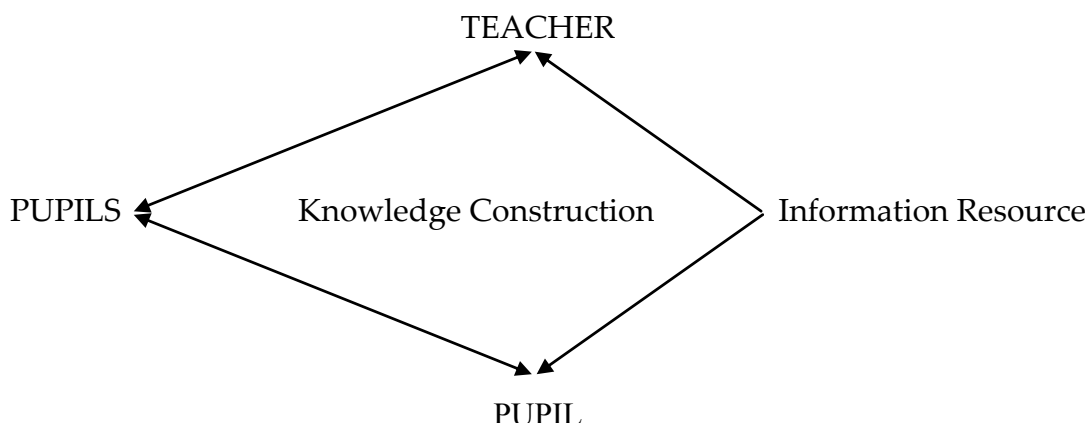 TEACHER
PUPILS Knowledge Construction Information Resource
PUPIL